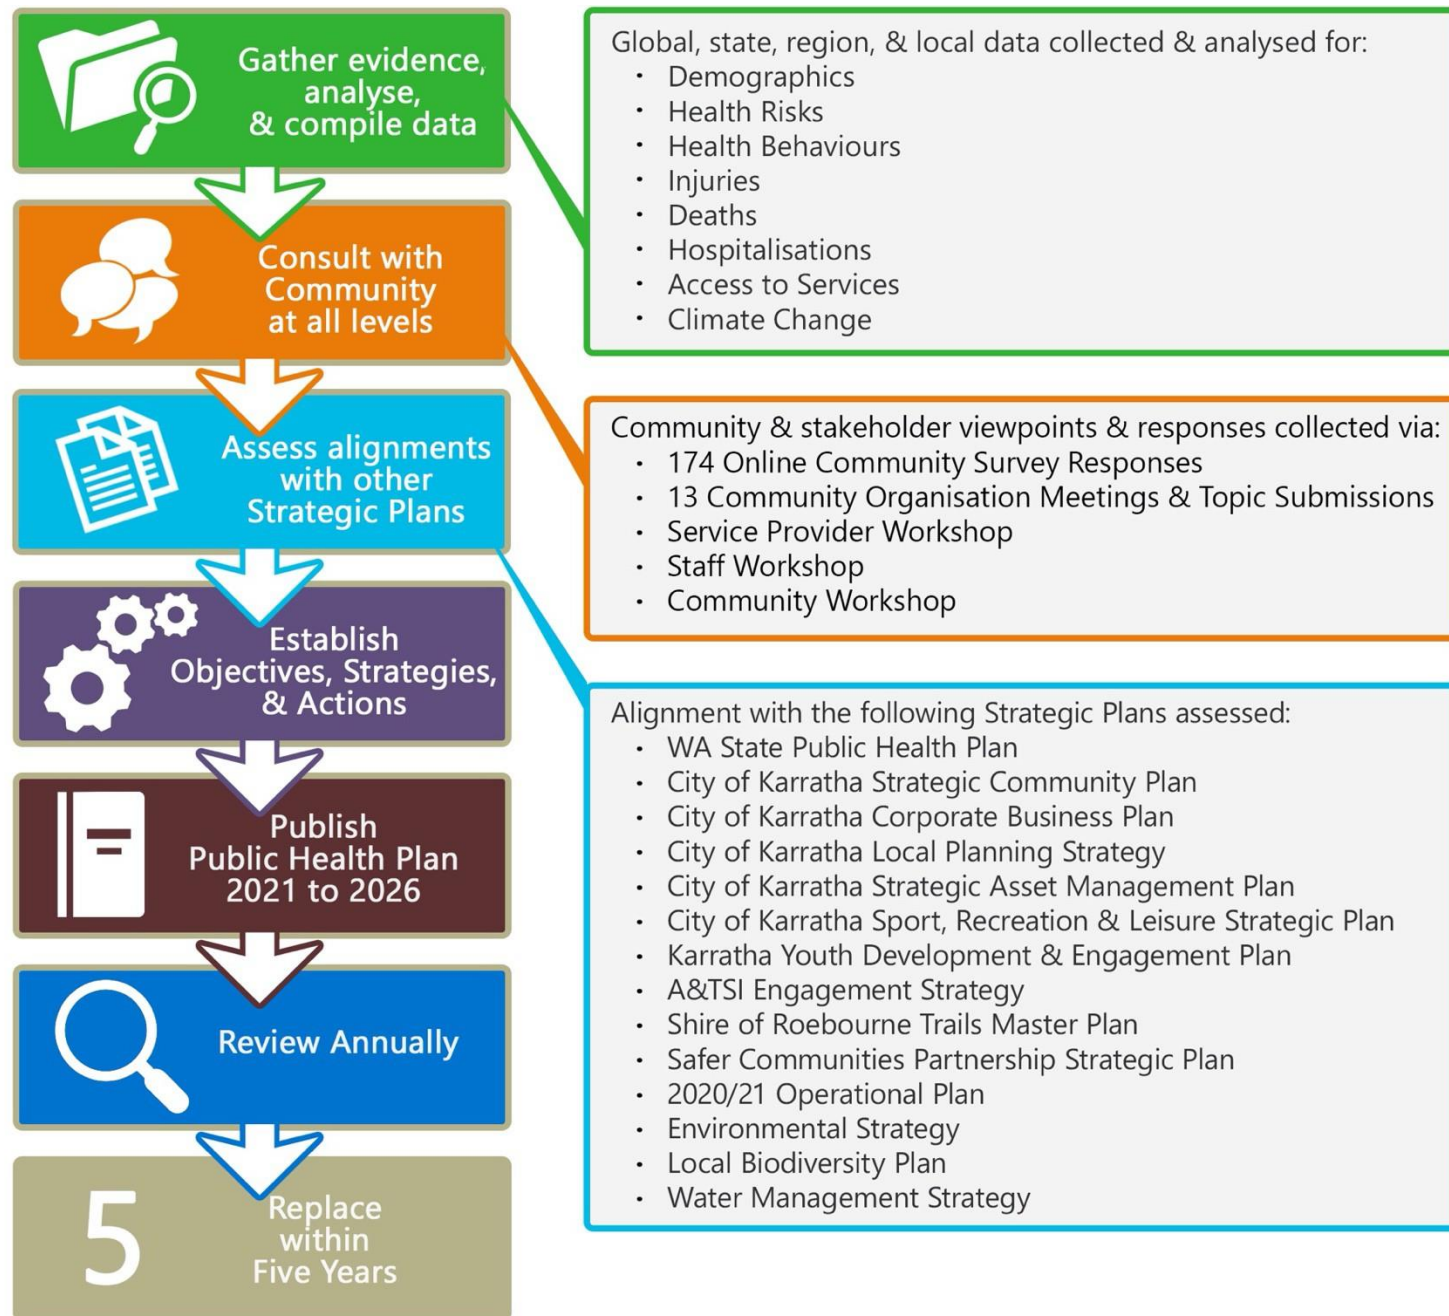 Gather evidence,
analyse,
& compile data
Global, state, region, & local data collected & analysed for:
· Demographics
· Health Risks
· Health Behaviours
· Injuries
· Deaths
· Hospitalisations
· Access to Services
· Climate Change
Consult with
Community
at all levels
Community & stakeholder viewpoints & responses collected via:
· 174 Online Community Survey Responses
· 13 Community Organisation Meetings & Topic Submissions
· Service Provider Workshop
· Staff Workshop
· Community Workshop
Assess alignments
with other
Strategic Plans
Alignment with the following Strategic Plans assessed:
· WA State Public Health Plan
· City of Karratha Strategic Community Plan
· City of Karratha Corporate Business Plan
· City of Karratha Local Planning Strategy
· City of Karratha Strategic Asset Management Plan
· City of Karratha Sport, Recreation & Leisure Strategic Plan
· Karratha Youth Development & Engagement Plan
· A&TSI Engagement Strategy
· Shire of Roebourne Trails Master Plan
· Safer Communities Partnership Strategic Plan
· 2020/21 Operational Plan
· Environmental Strategy
· Local Biodiversity Plan
· Water Management Strategy
Establish
Objectives, Strategies,
& Actions
Publish
Public Health Plan
2021 to 2026
Review Annually
5
Replace
within
Five Years